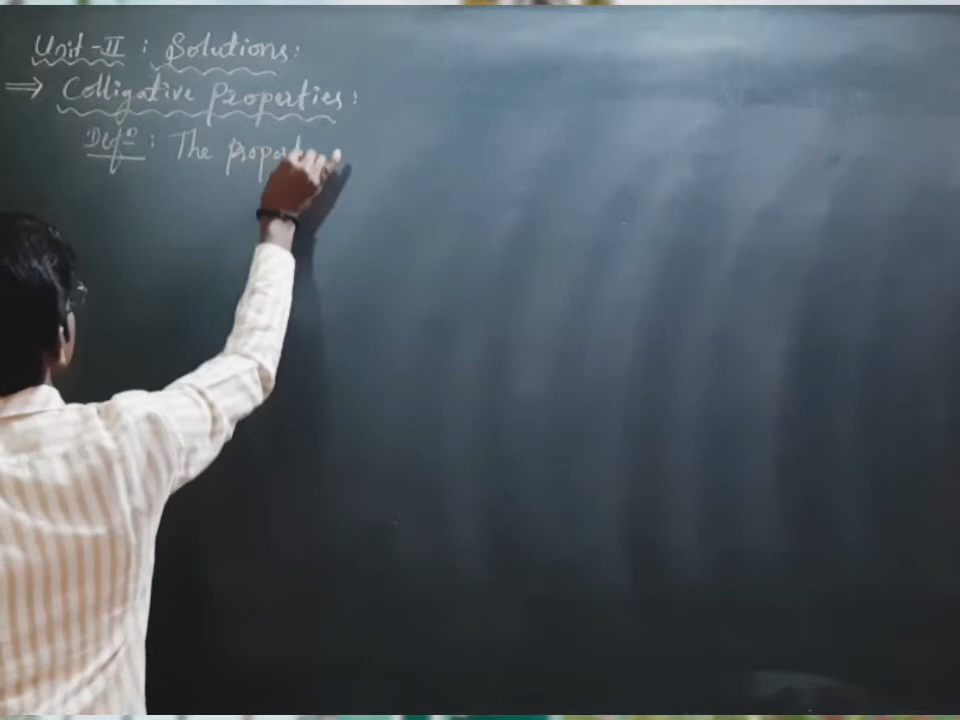 Unit-II : Solutions:
⇒ Colligative Properties:
Defⁿ : The propert